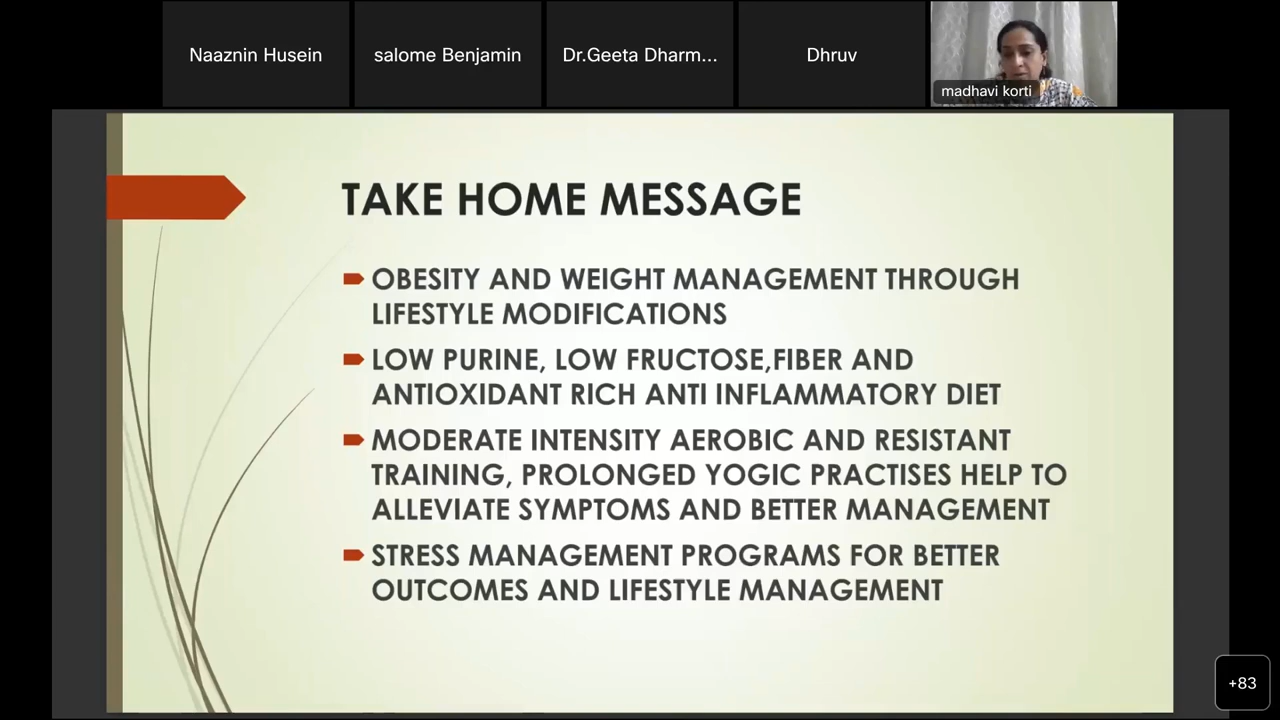 Naaznin Husein
salome Benjamin
Dr.Geeta Dharm...
Dhruv
madhavi korti
TAKE HOME MESSAGE
OBESITY AND WEIGHT MANAGEMENT THROUGH
LIFESTYLE MODIFICATIONS
LOW PURINE, LOW FRUCTOSE,FIBER AND
ANTIOXIDANT RICH ANTI INFLAMMATORY DIET
MODERATE INTENSITY AEROBIC AND RESISTANT
TRAINING, PROLONGED YOGIC PRACTISES HELP TO
ALLEVIATE SYMPTOMS AND BETTER MANAGEMENT
STRESS MANAGEMENT PROGRAMS FOR BETTER
OUTCOMES AND LIFESTYLE MANAGEMENT
+83